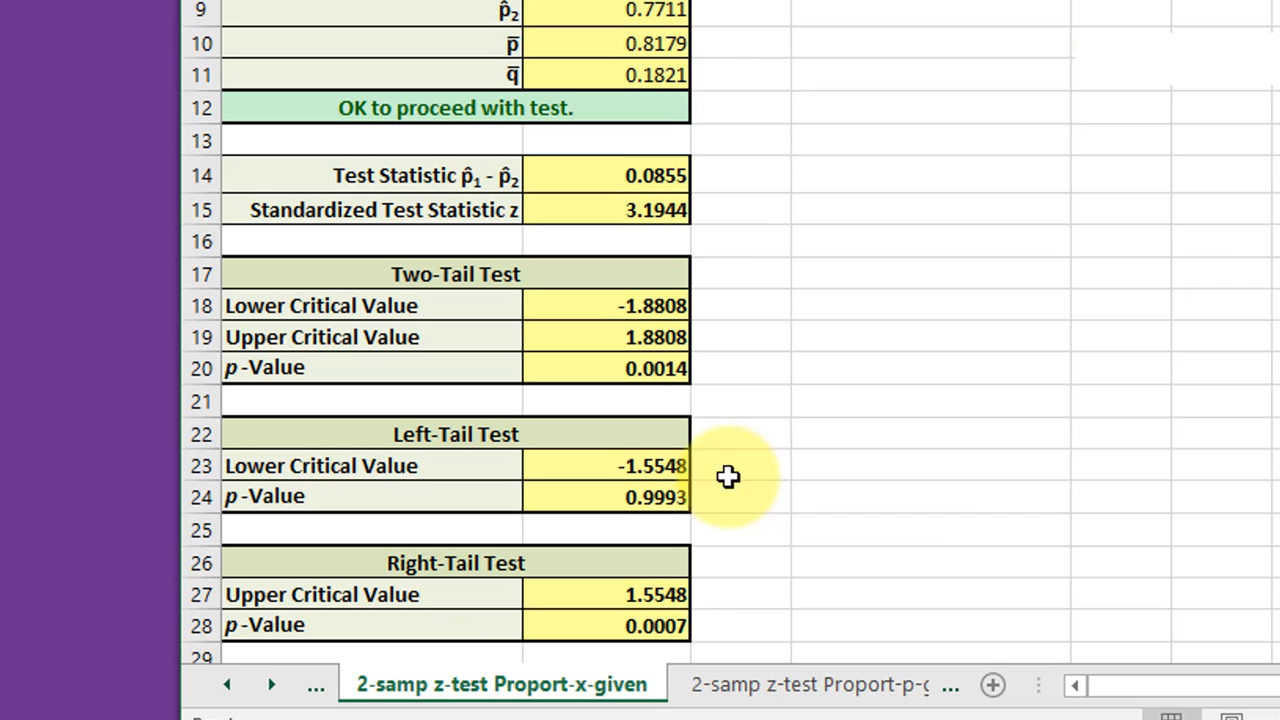 9 p̂₂ 0.7711
10 p̅ 0.8179
11 q̅ 0.1821
12 OK to proceed with test.
13
14 Test Statistic p̂₁ - p̂₂ 0.0855
15 Standardized Test Statistic z 3.1944
16
17 Two-Tail Test
18 Lower Critical Value -1.8808
19 Upper Critical Value 1.8808
20 p-Value 0.0014
21
22 Left-Tail Test
23 Lower Critical Value -1.5548
24 p-Value 0.9993
25
26 Right-Tail Test
27 Upper Critical Value 1.5548
28 p-Value 0.0007
29
... 2-samp z-test Proport-x-given 2-samp z-test Proport-p-g ...